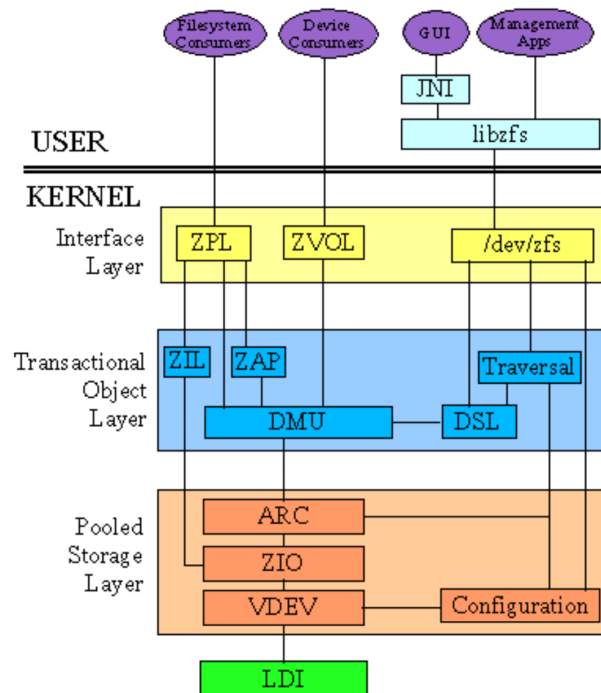 Filesystem
Consumers
Device
Consumers
GUI
Management
Apps
JNI
libzfs
USER
KERNEL
Interface
Layer
ZPL
ZVOL
/dev/zfs
Transactional
Object
Layer
ZIL
ZAP
Traversal
DMU
DSL
Pooled
Storage
Layer
ARC
ZIO
VDEV
Configuration
LDI